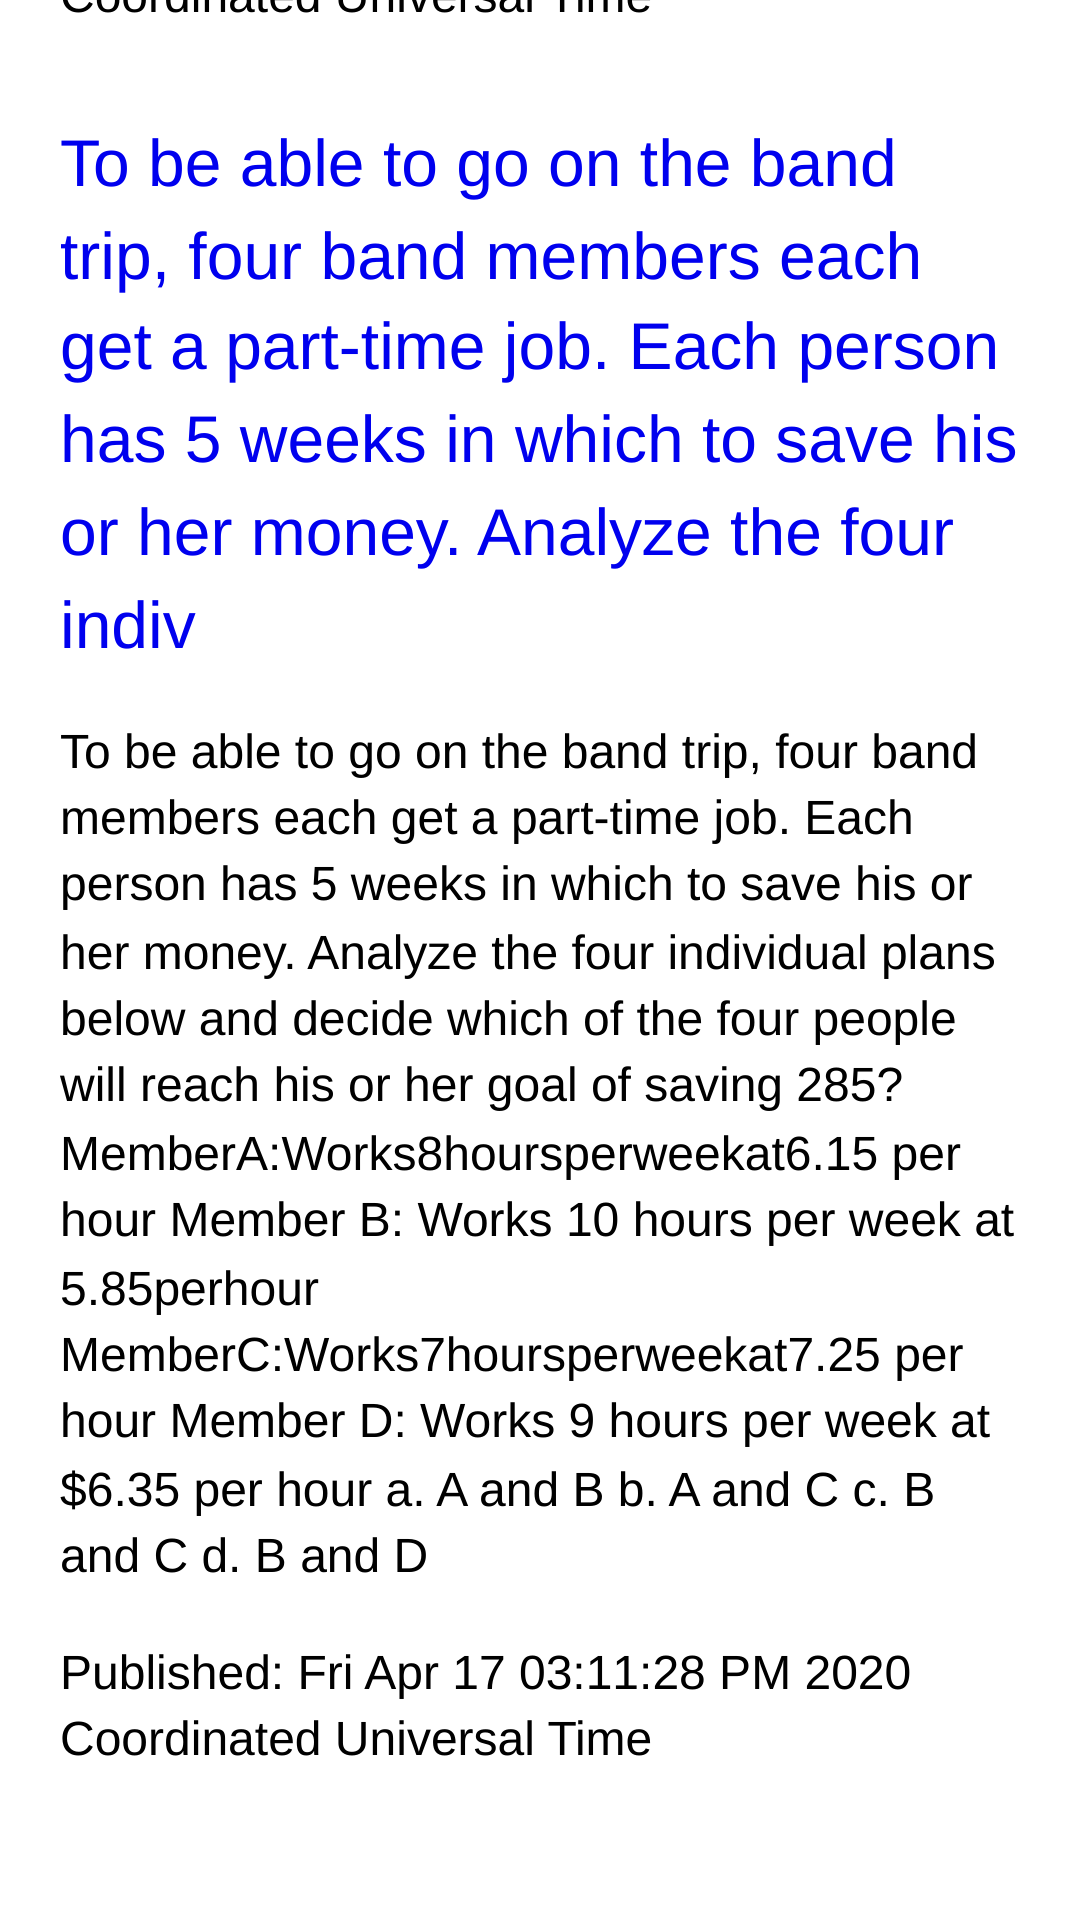 Coordinated Universal Time
To be able to go on the band
trip, four band members each
get a part-time job. Each person
has 5 weeks in which to save his
or her money. Analyze the four
indiv
To be able to go on the band trip, four band
members each get a part-time job. Each
person has 5 weeks in which to save his or
her money. Analyze the four individual plans
below and decide which of the four people
will reach his or her goal of saving 285?
MemberA:Works8hoursperweekat6.15 per
hour Member B: Works 10 hours per week at
5.85perhour
MemberC:Works7hoursperweekat7.25 per
hour Member D: Works 9 hours per week at
$6.35 per hour a. A and B b. A and C c. B
and C d. B and D
Published: Fri Apr 17 03:11:28 PM 2020
Coordinated Universal Time